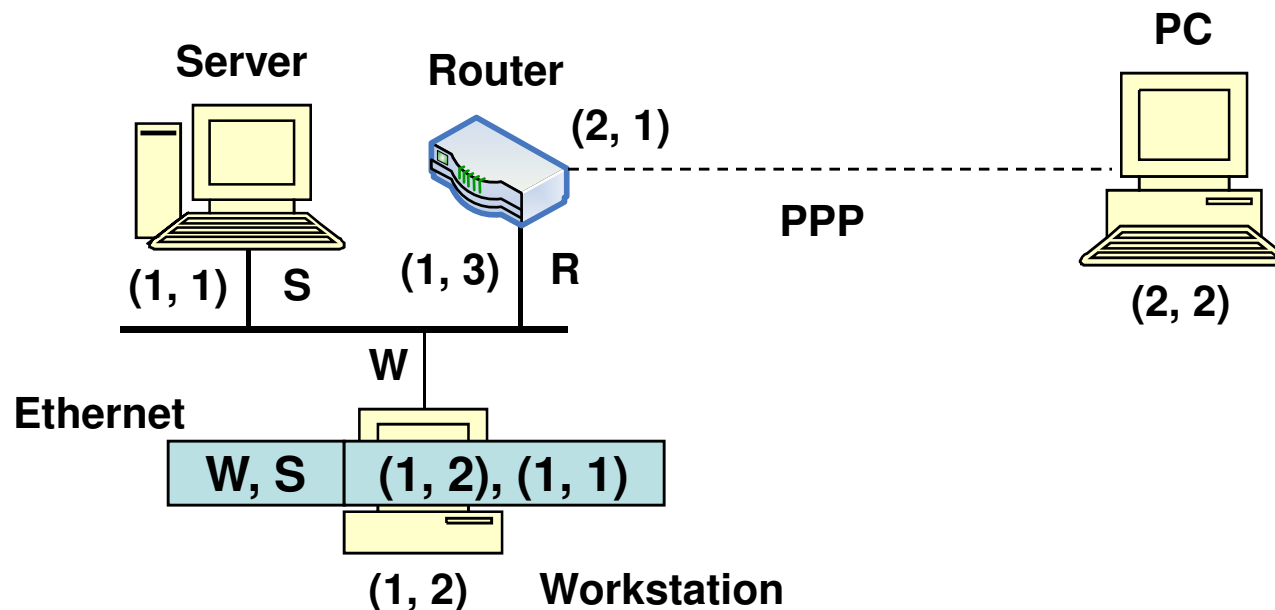 PC
Server
Router
(2, 1)
PPP
(1, 1)
S
(1, 3)
R
(2, 2)
W
Ethernet
W, S
(1, 2), (1, 1)
(1, 2)
Workstation